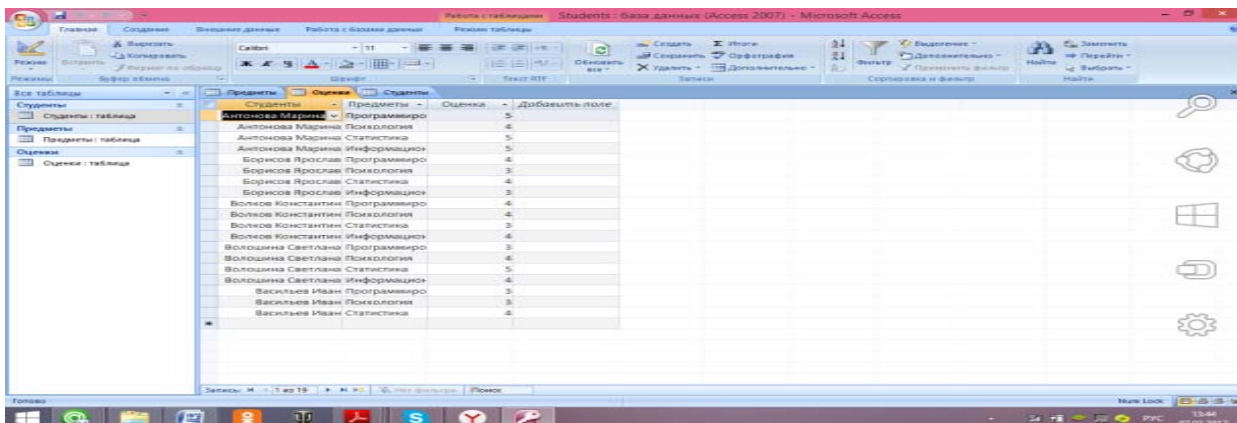 Работа с таблицами Students : база данных (Access 2007) - Microsoft Access
Главная Создание Внешние данные Работа с базами данных Режим таблицы
Режим
Вставить
Вырезать
Копировать
Формат по образцу
Calibri 11
Ж К Ч
Обновить все
Создать
Сохранить
Удалить
Итоги
Орфография
Дополнительно
Фильтр
Выделение
Дополнительно
Применить фильтр
Найти
Заменить
Перейти
Выбрать
Режимы Буфер обмена Шрифт Текст RTF Записи Сортировка и фильтр Найти
Все таблицы
Студенты
Студенты : таблица
Предметы
Предметы : таблица
Оценки
Оценки : таблица
Предметы Оценки Студенты
Студенты Предметы Оценка Добавить поле
Антонова Марина Программиро 5
Антонова Марина Психология 4
Антонова Марина Статистика 5
Антонова Марина Информацион 5
Борисов Ярослав Программиро 4
Борисов Ярослав Психология 3
Борисов Ярослав Статистика 4
Борисов Ярослав Информацион 3
Волков Константин Программиро 4
Волков Константин Психология 4
Волков Константин Статистика 3
Волков Константин Информацион 4
Волошина Светлана Программиро 3
Волошина Светлана Психология 4
Волошина Светлана Статистика 5
Волошина Светлана Информацион 4
Васильев Иван Программиро 3
Васильев Иван Психология 3
Васильев Иван Статистика 4
Запись: 1 из 19 Нет фильтра Поиск
Готово
Num Lock
РУС 15:44